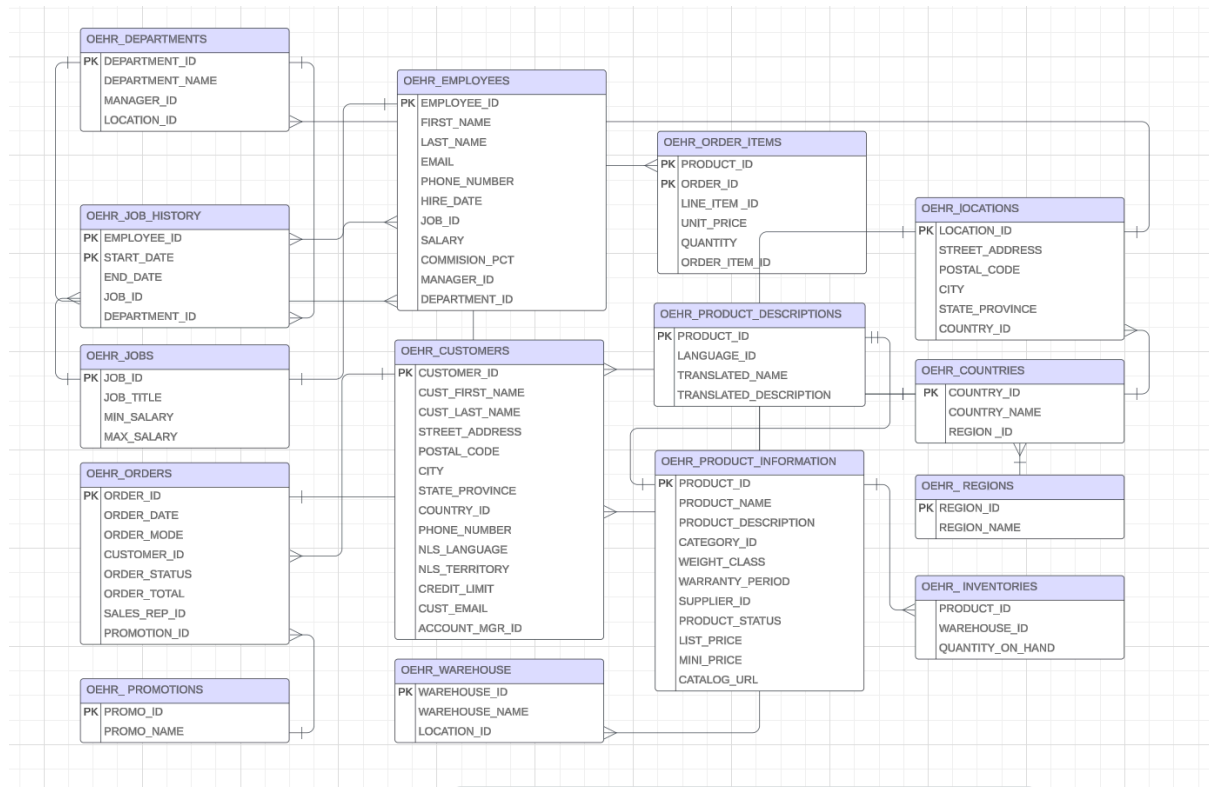 OEHR_DEPARTMENTS
PK DEPARTMENT_ID
DEPARTMENT_NAME
MANAGER_ID
LOCATION_ID
OEHR_EMPLOYEES
PK EMPLOYEE_ID
FIRST_NAME
LAST_NAME
EMAIL
PHONE_NUMBER
HIRE_DATE
JOB_ID
SALARY
COMMISION_PCT
MANAGER_ID
DEPARTMENT_ID
OEHR_ORDER_ITEMS
PK PRODUCT_ID
PK ORDER_ID
LINE_ITEM _ID
UNIT_PRICE
QUANTITY
ORDER_ITEM_ID
OEHR_lOCATIONS
PK LOCATION_ID
STREET_ADDRESS
POSTAL_CODE
CITY
STATE_PROVINCE
COUNTRY_ID
OEHR_JOB_HISTORY
PK EMPLOYEE_ID
PK START_DATE
END_DATE
JOB_ID
DEPARTMENT_ID
OEHR_PRODUCT_DESCRIPTIONS
PK PRODUCT_ID
LANGUAGE_ID
TRANSLATED_NAME
TRANSLATED_DESCRIPTION
OEHR_JOBS
PK JOB_ID
JOB_TITLE
MIN_SALARY
MAX_SALARY
OEHR_CUSTOMERS
PK CUSTOMER_ID
CUST_FIRST_NAME
CUST_LAST_NAME
STREET_ADDRESS
POSTAL_CODE
CITY
STATE_PROVINCE
COUNTRY_ID
PHONE_NUMBER
NLS_LANGUAGE
NLS_TERRITORY
CREDIT_LIMIT
CUST_EMAIL
ACCOUNT_MGR_ID
OEHR_COUNTRIES
PK COUNTRY_ID
COUNTRY_NAME
REGION _ID
OEHR_ORDERS
PK ORDER_ID
ORDER_DATE
ORDER_MODE
CUSTOMER_ID
ORDER_STATUS
ORDER_TOTAL
SALES_REP_ID
PROMOTION_ID
OEHR_PRODUCT_INFORMATION
PK PRODUCT_ID
PRODUCT_NAME
PRODUCT_DESCRIPTION
CATEGORY_ID
WEIGHT_CLASS
WARRANTY_PERIOD
SUPPLIER_ID
PRODUCT_STATUS
LIST_PRICE
MINI_PRICE
CATALOG_URL
OEHR_ REGIONS
PK REGION_ID
REGION_NAME
OEHR_ INVENTORIES
PRODUCT_ID
WAREHOUSE_ID
QUANTITY_ON_HAND
OEHR_ PROMOTIONS
PK PROMO_ID
PROMO_NAME
OEHR_WAREHOUSE
PK WAREHOUSE_ID
WAREHOUSE_NAME
LOCATION_ID